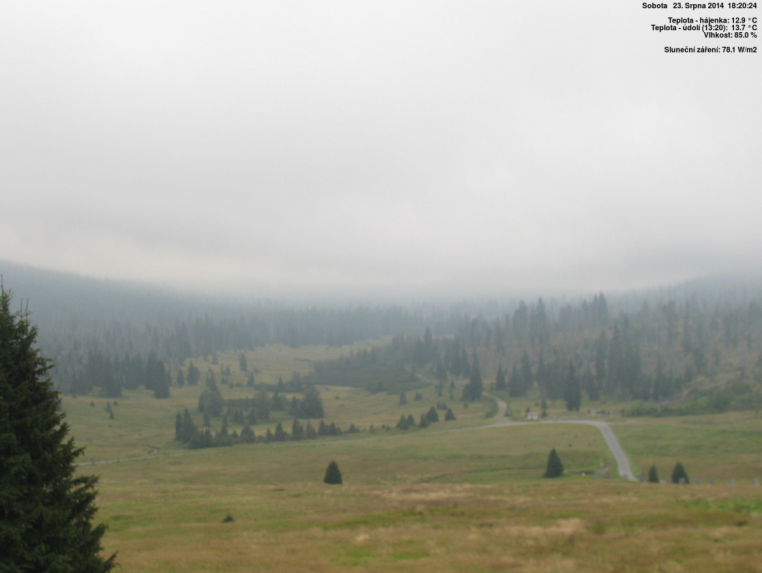 Sobota 23. Srpna 2014 18:20:24
Teplota - hájenka: 12.9 °C
Teplota - údolí (13:20): 13.7 °C
Vlhkost: 85.0 %
Sluneční záření: 78.1 W/m2